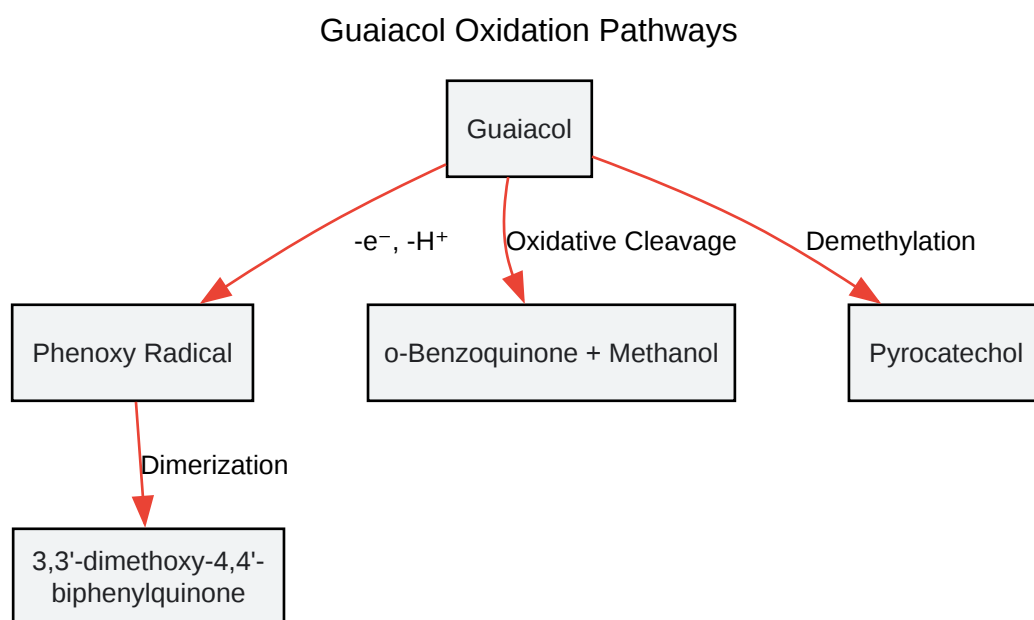 Guaiacol Oxidation Pathways
Guaiacol
-e⁻, -H⁺
Oxidative Cleavage
Demethylation
Phenoxy Radical
o-Benzoquinone + Methanol
Pyrocatechol
Dimerization
3,3'-dimethoxy-4,4'-
biphenylquinone